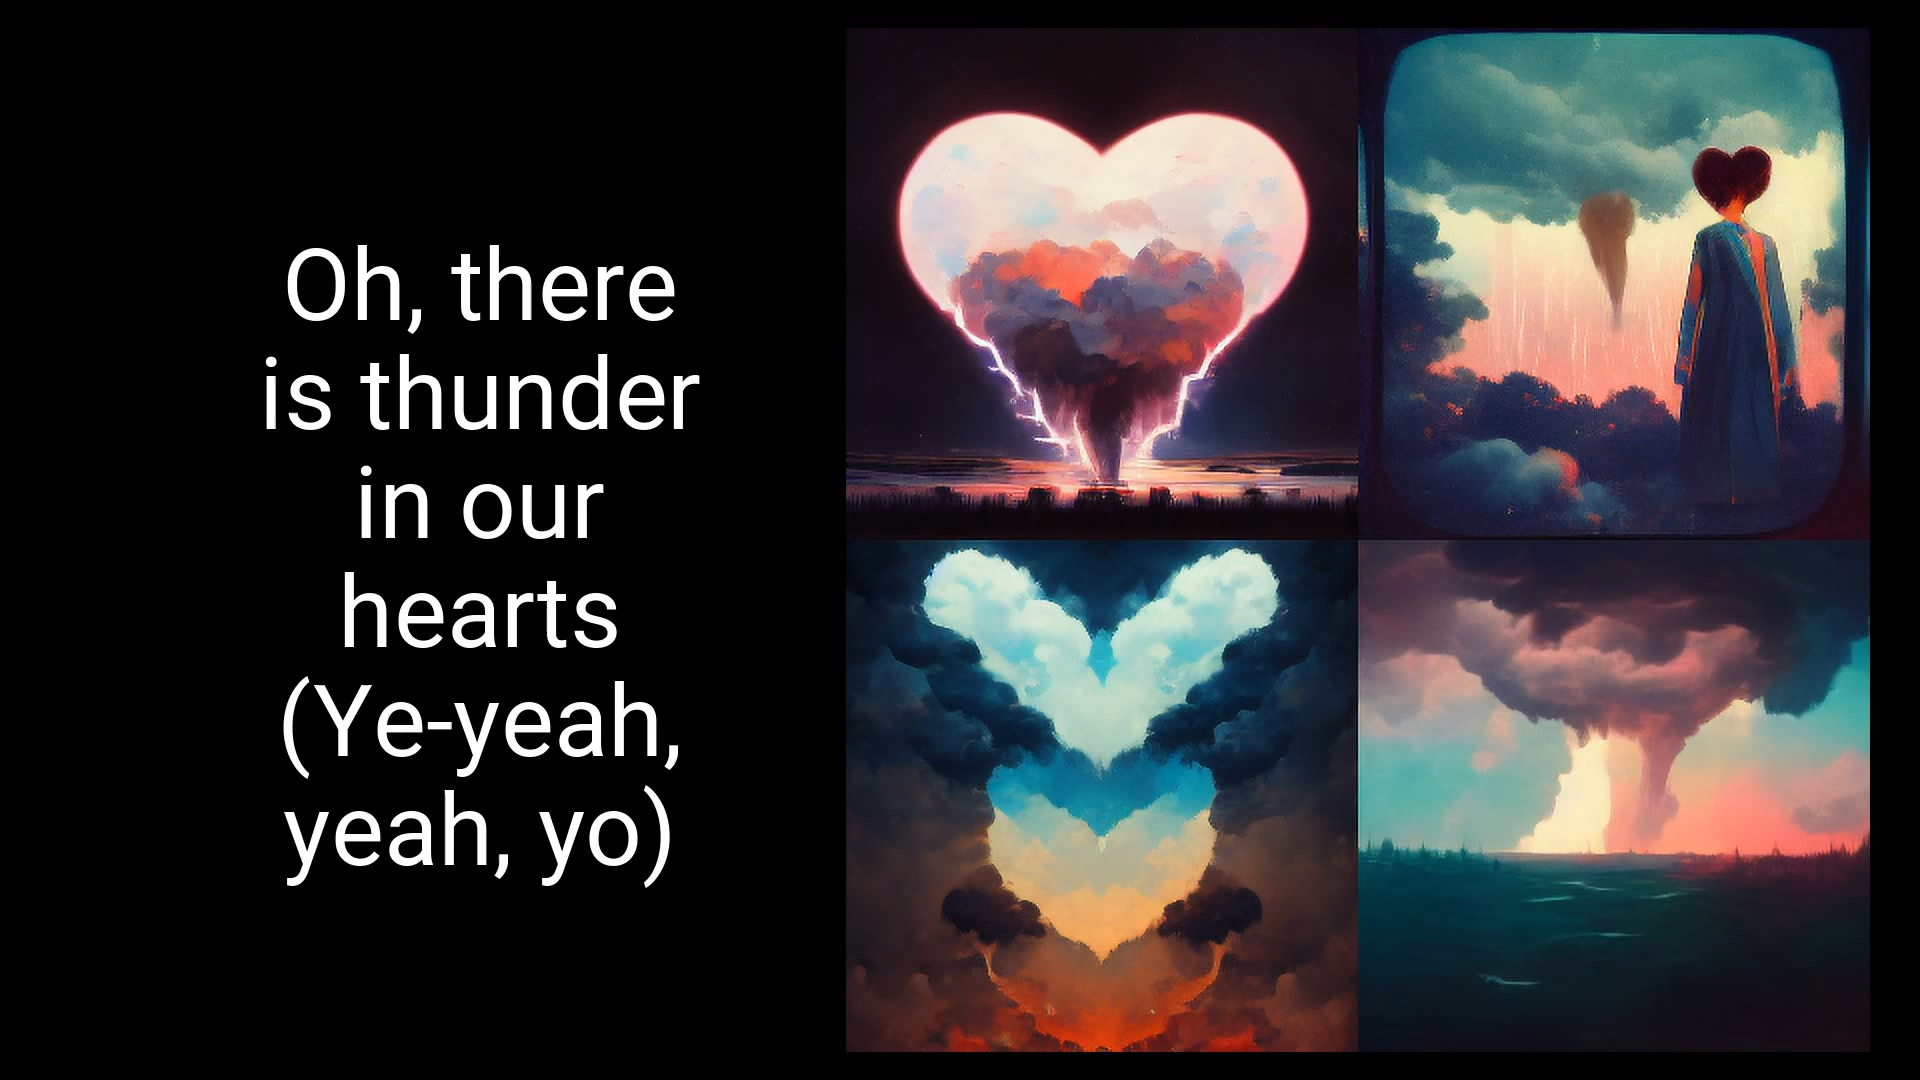 Oh, there
is thunder
in our
hearts
(Ye-yeah,
yeah, yo)